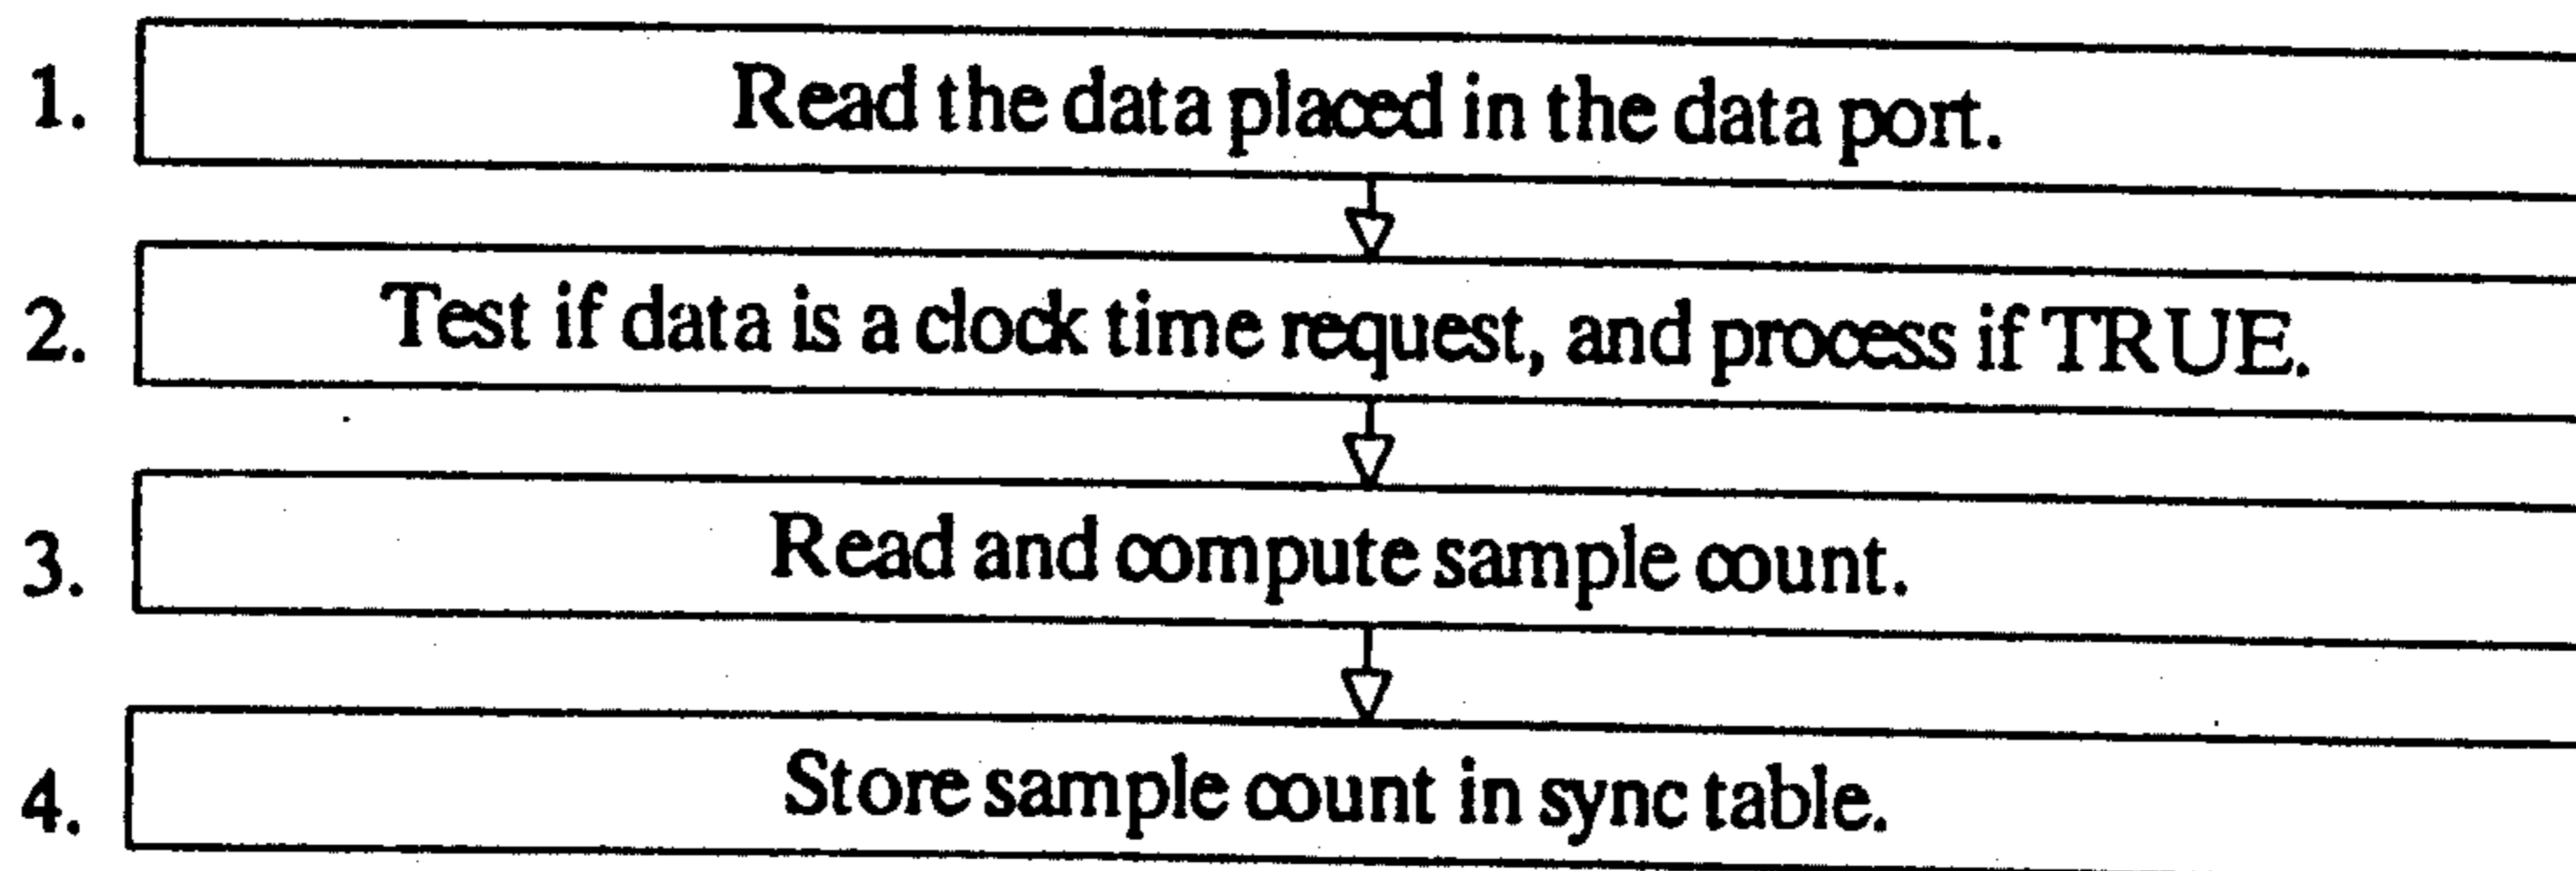 1. Read the data placed in the data port.
2. Test if data is a clock time request, and process if TRUE.
3. Read and compute sample count.
4. Store sample count in sync table.